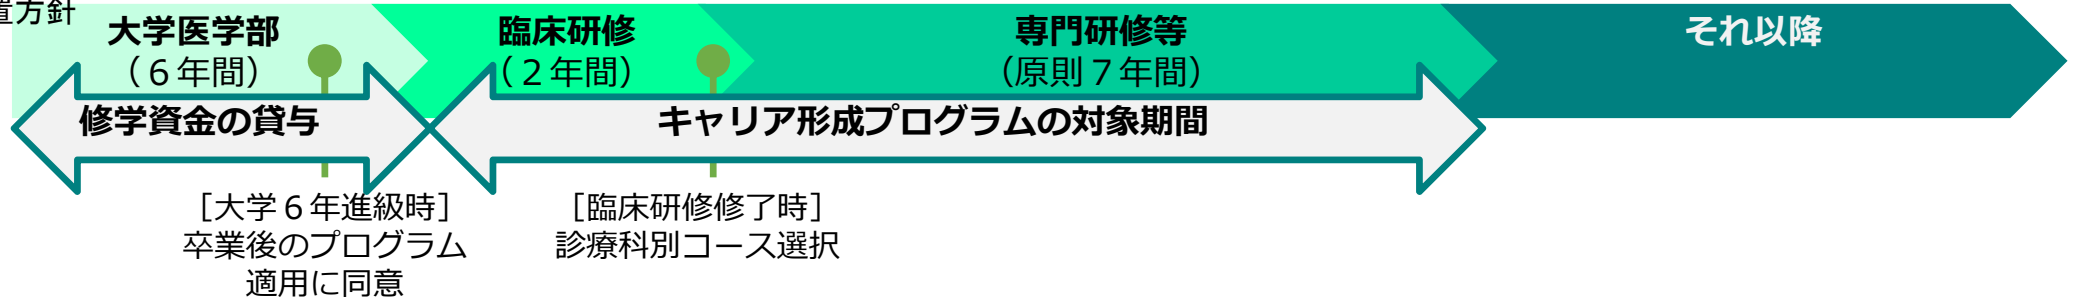 置方針
大学医学部
（６年間）
臨床研修
（２年間）
専門研修等
（原則７年間）
それ以降
修学資金の貸与
キャリア形成プログラムの対象期間
［大学６年進級時］
卒業後のプログラム
適用に同意
［臨床研修修了時］
診療科別コース選択